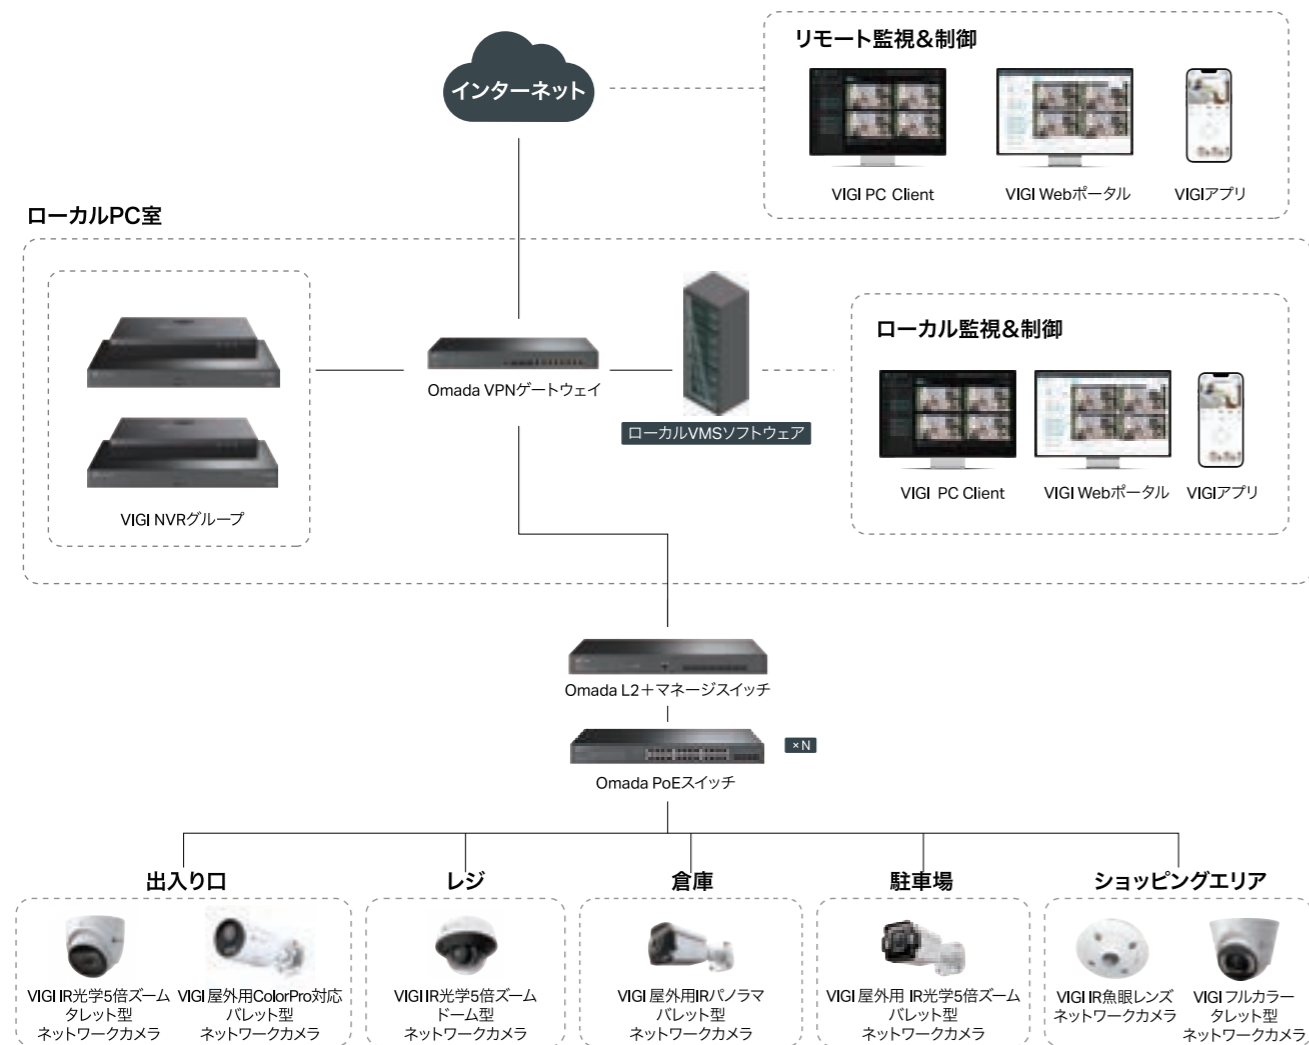 リモート監視&制御
インターネット
VIGI PC Client
VIGI Webポータル
VIGIアプリ
ローカルPC室
ローカル監視&制御
Omada VPNゲートウェイ
ローカルVMSソフトウェア
VIGI PC Client
VIGI Webポータル
VIGIアプリ
VIGI NVRグループ
Omada L2+マネージスイッチ
×N
Omada PoEスイッチ
出入り口
レジ
倉庫
駐車場
ショッピングエリア
VIGI IR光学5倍ズーム
タレット型
ネットワークカメラ
VIGI 屋外用ColorPro対応
バレット型
ネットワークカメラ
VIGI IR光学5倍ズーム
ドーム型
ネットワークカメラ
VIGI 屋外用IRパノラマ
バレット型
ネットワークカメラ
VIGI 屋外用 IR光学5倍ズーム
バレット型
ネットワークカメラ
VIGI IR魚眼レンズ
ネットワークカメラ
VIGI フルカラー
タレット型
ネットワークカメラ